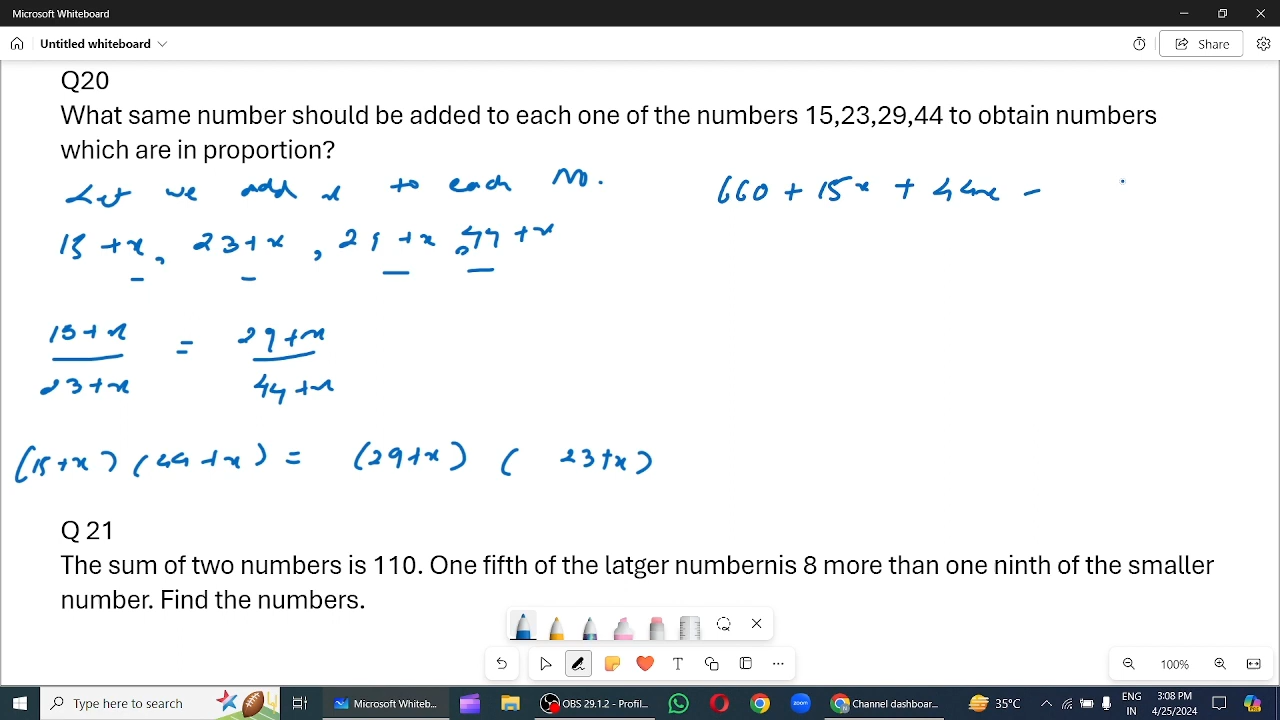 Microsoft Whiteboard
Untitled whiteboard
Share
Q20
What same number should be added to each one of the numbers 15,23,29,44 to obtain numbers
which are in proportion?
Let we add x to each No.
15 + x, 23 + x, 29 + x, 44 + x
15 + x / 23 + x = 29 + x / 44 + x
(15 + x) (44 + x) = (29 + x) (23 + x)
660 + 15x + 44x -
Q 21
The sum of two numbers is 110. One fifth of the latger numbernis 8 more than one ninth of the smaller
number. Find the numbers.
100%
Type here to search
Microsoft Whiteb...
OBS 29.1.2 - Profil...
zoom
Channel dashboar...
35°C
ENG
IN
3:08 PM
4/25/2024